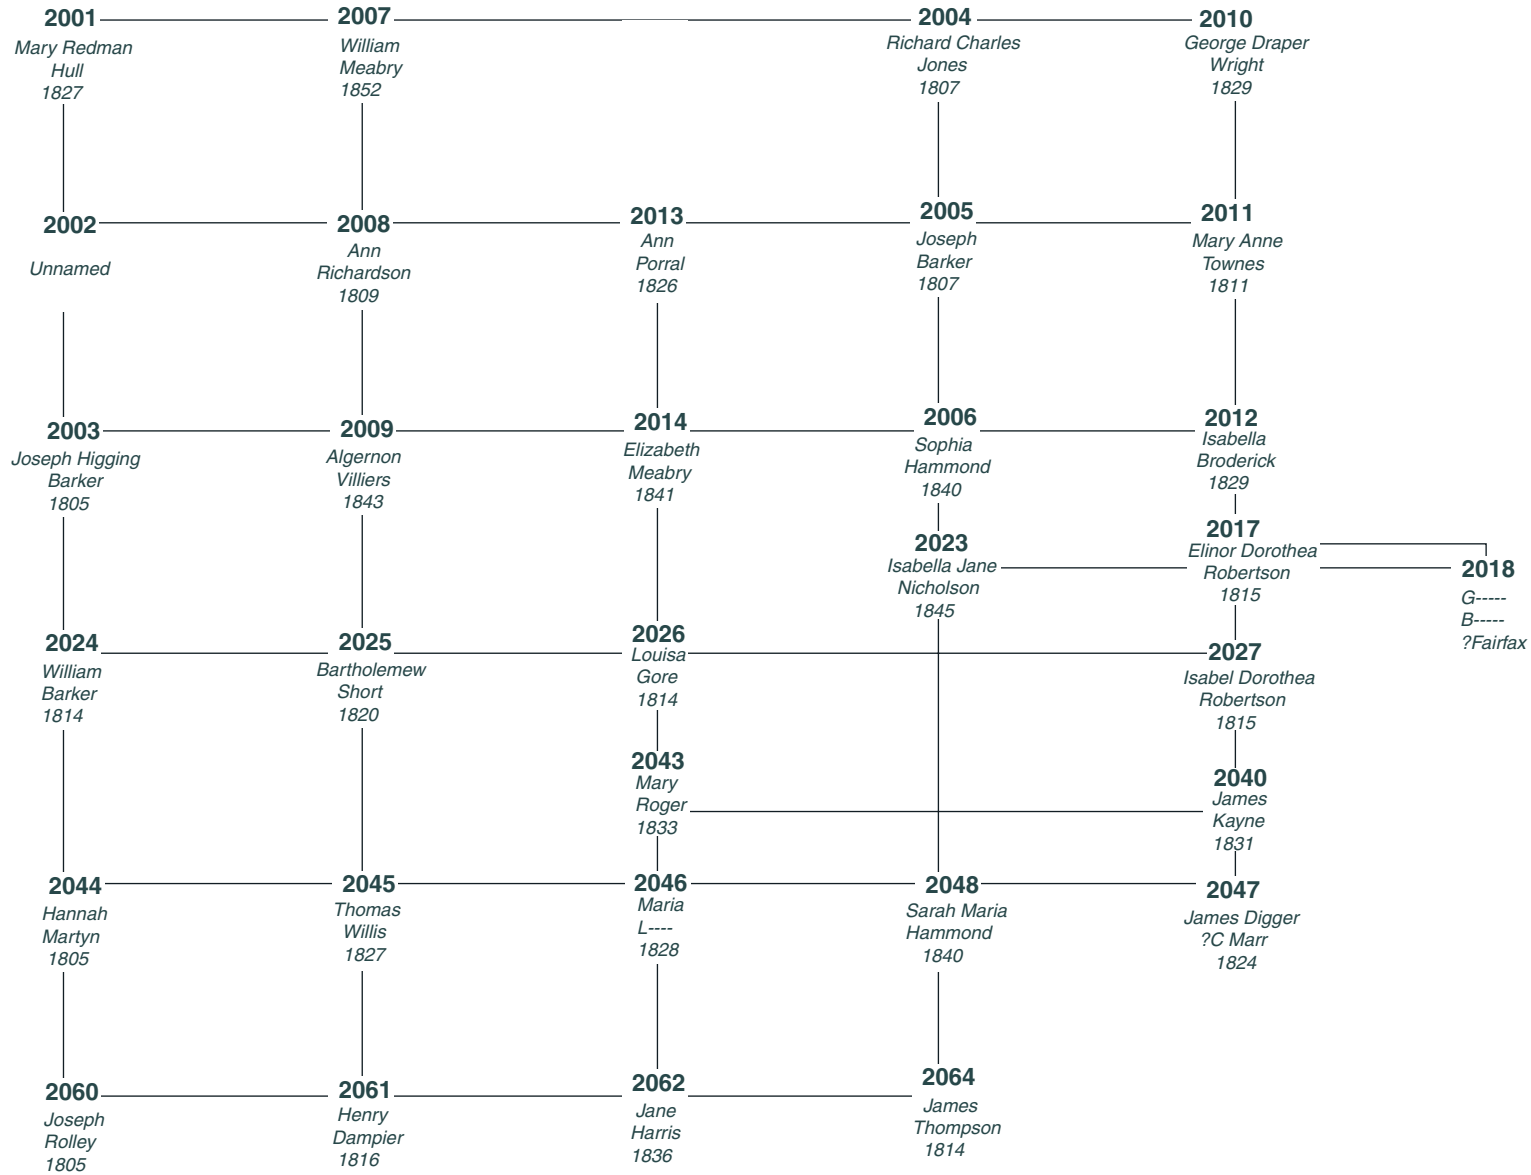 2001
Mary Redman
Hull
1827
2007
William
Meabry
1852
2004
Richard Charles
Jones
1807
2010
George Draper
Wright
1829
2002
Unnamed
2008
Ann
Richardson
1809
2013
Ann
Porral
1826
2005
Joseph
Barker
1807
2011
Mary Anne
Townes
1811
2003
Joseph Higging
Barker
1805
2009
Algernon
Villiers
1843
2014
Elizabeth
Meabry
1841
2006
Sophia
Hammond
1840
2012
Isabella
Broderick
1829
2023
Isabella Jane
Nicholson
1845
2017
Elinor Dorothea
Robertson
1815
2018
G-----
B-----
?Fairfax
2024
William
Barker
1814
2025
Bartholemew
Short
1820
2026
Louisa
Gore
1814
2027
Isabel Dorothea
Robertson
1815
2043
Mary
Roger
1833
2040
James
Kayne
1831
2044
Hannah
Martyn
1805
2045
Thomas
Willis
1827
2046
Maria
L----
1828
2048
Sarah Maria
Hammond
1840
2047
James Digger
?C Marr
1824
2060
Joseph
Rolley
1805
2061
Henry
Dampier
1816
2062
Jane
Harris
1836
2064
James
Thompson
1814